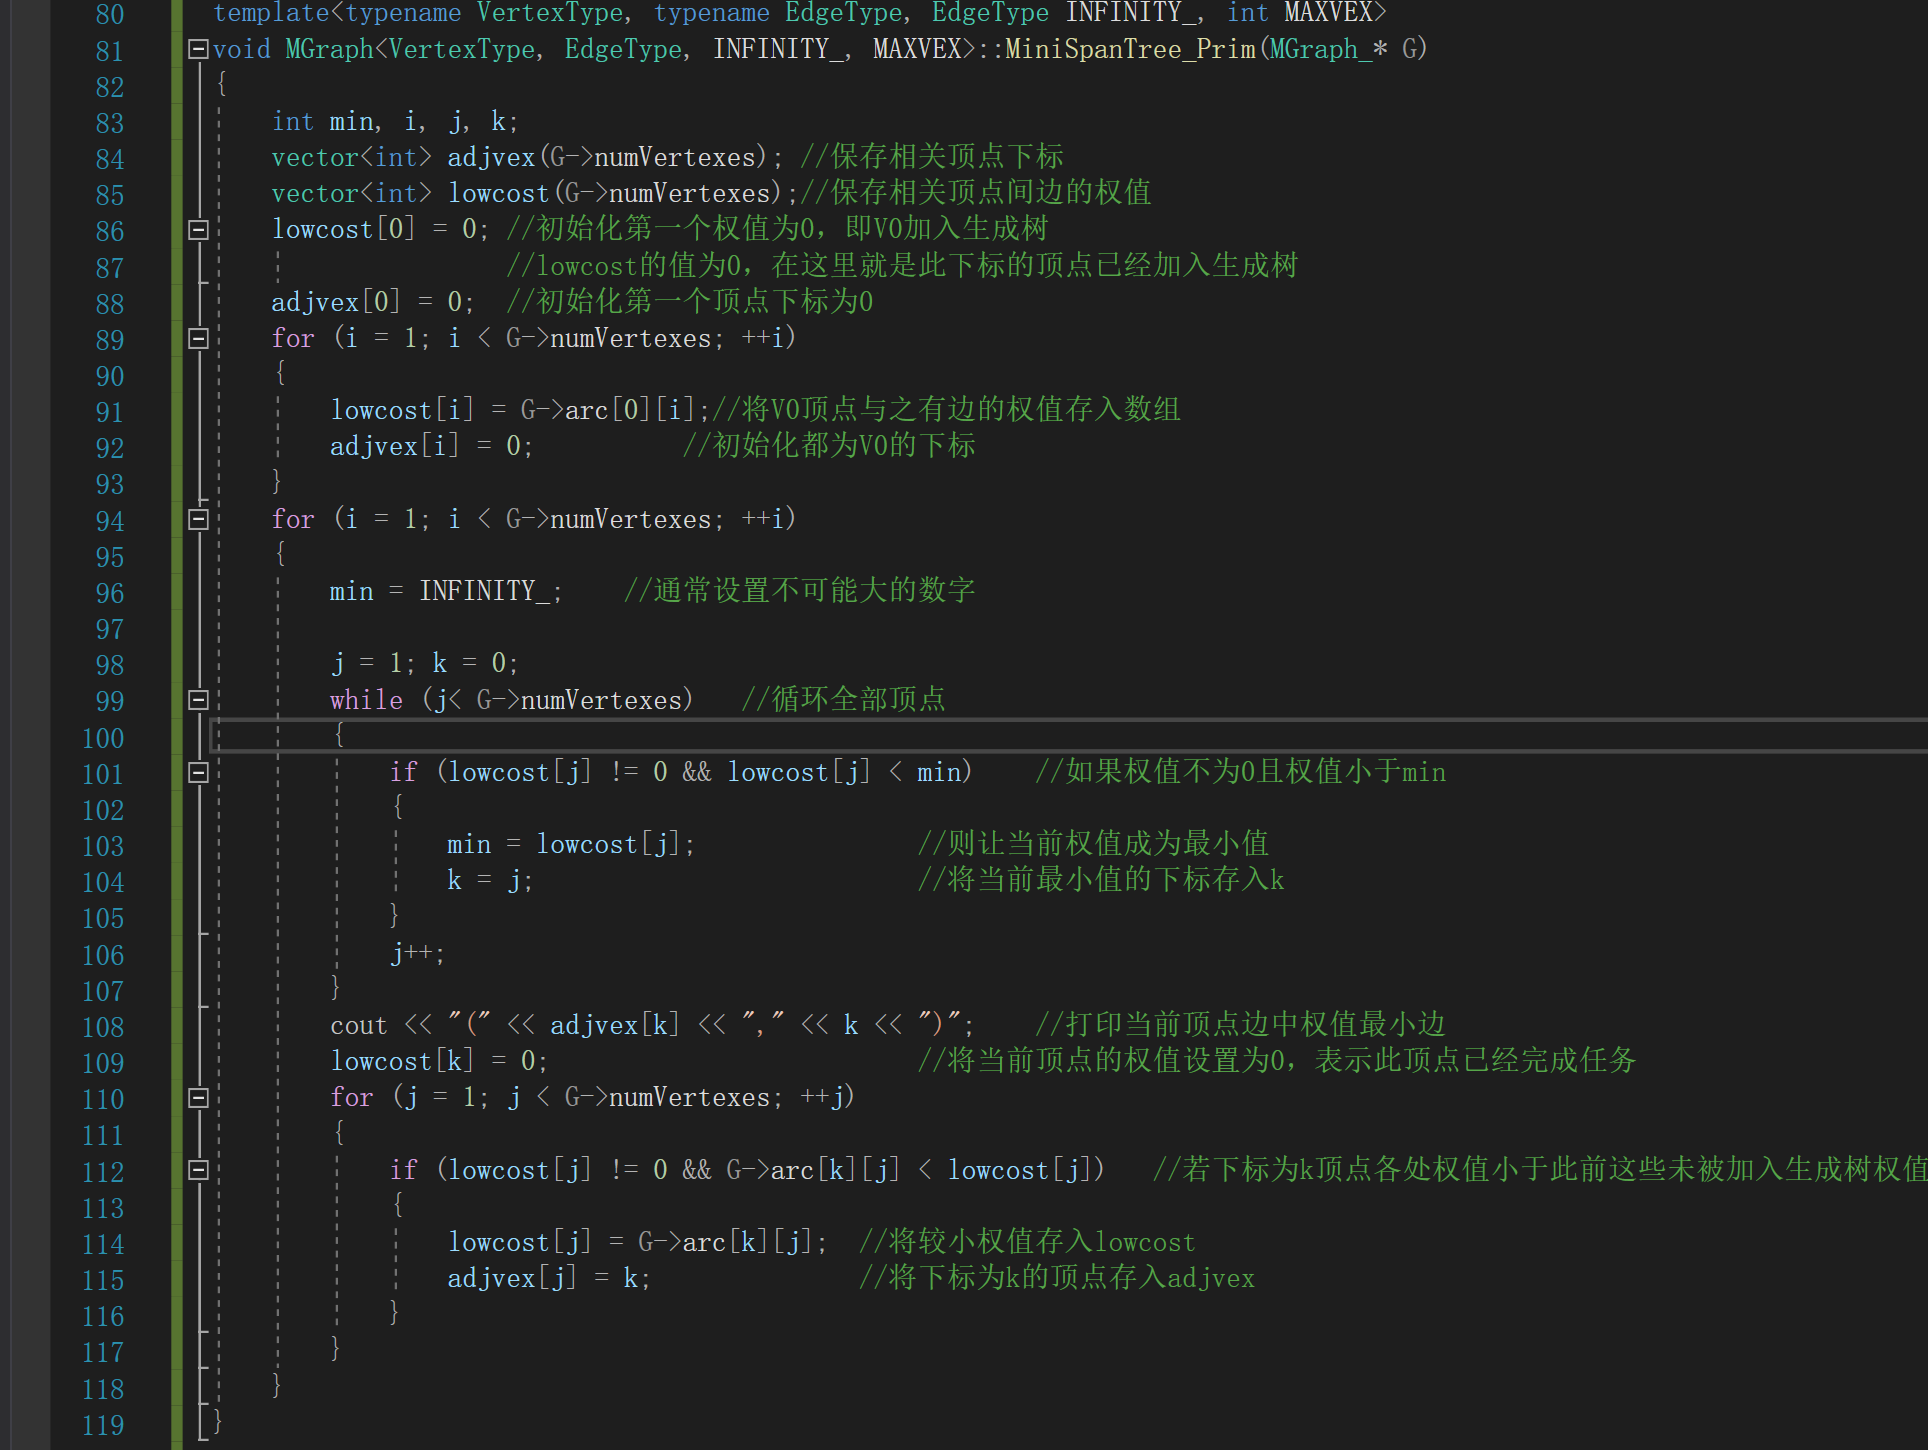 80 template<typename VertexType, typename EdgeType, EdgeType INFINITY_, int MAXVEX>
81 void MGraph<VertexType, EdgeType, INFINITY_, MAXVEX>::MiniSpanTree_Prim(MGraph_* G)
82 {
83     int min, i, j, k;
84     vector<int> adjvex(G->numVertexes); //保存相关顶点下标
85     vector<int> lowcost(G->numVertexes);//保存相关顶点间边的权值
86     lowcost[0] = 0; //初始化第一个权值为0，即V0加入生成树
87                     //lowcost的值为0，在这里就是此下标的顶点已经加入生成树
88     adjvex[0] = 0;  //初始化第一个顶点下标为0
89     for (i = 1; i < G->numVertexes; ++i)
90     {
91         lowcost[i] = G->arc[0][i];//将V0顶点与之有边的权值存入数组
92         adjvex[i] = 0;          //初始化都为V0的下标
93     }
94     for (i = 1; i < G->numVertexes; ++i)
95     {
96         min = INFINITY_;    //通常设置不可能大的数字
97
98         j = 1; k = 0;
99         while (j< G->numVertexes)   //循环全部顶点
100         {
101             if (lowcost[j] != 0 && lowcost[j] < min)    //如果权值不为0且权值小于min
102             {
103                 min = lowcost[j];               //则让当前权值成为最小值
104                 k = j;                          //将当前最小值的下标存入k
105             }
106             j++;
107         }
108         cout << "(" << adjvex[k] << "," << k << ")";    //打印当前顶点边中权值最小边
109         lowcost[k] = 0;                         //将当前顶点的权值设置为0，表示此顶点已经完成任务
110         for (j = 1; j < G->numVertexes; ++j)
111         {
112             if (lowcost[j] != 0 && G->arc[k][j] < lowcost[j])   //若下标为k顶点各处权值小于此前这些未被加入生成树权值
113             {
114                 lowcost[j] = G->arc[k][j];  //将较小权值存入lowcost
115                 adjvex[j] = k;              //将下标为k的顶点存入adjvex
116             }
117         }
118     }
119 }